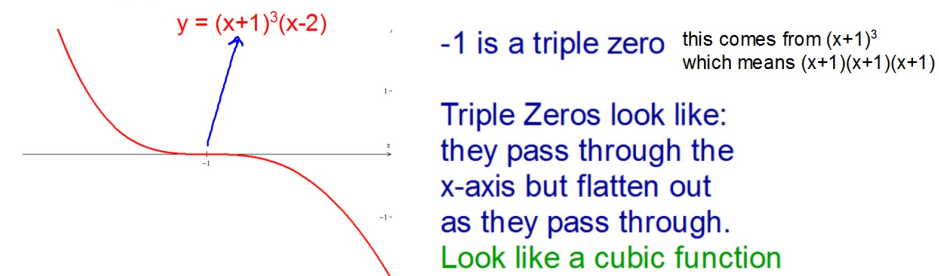 y = (x+1)³(x-2)
-1 is a triple zero
this comes from (x+1)³
which means (x+1)(x+1)(x+1)
Triple Zeros look like:
they pass through the
x-axis but flatten out
as they pass through.
Look like a cubic function
1
x
-1
-1